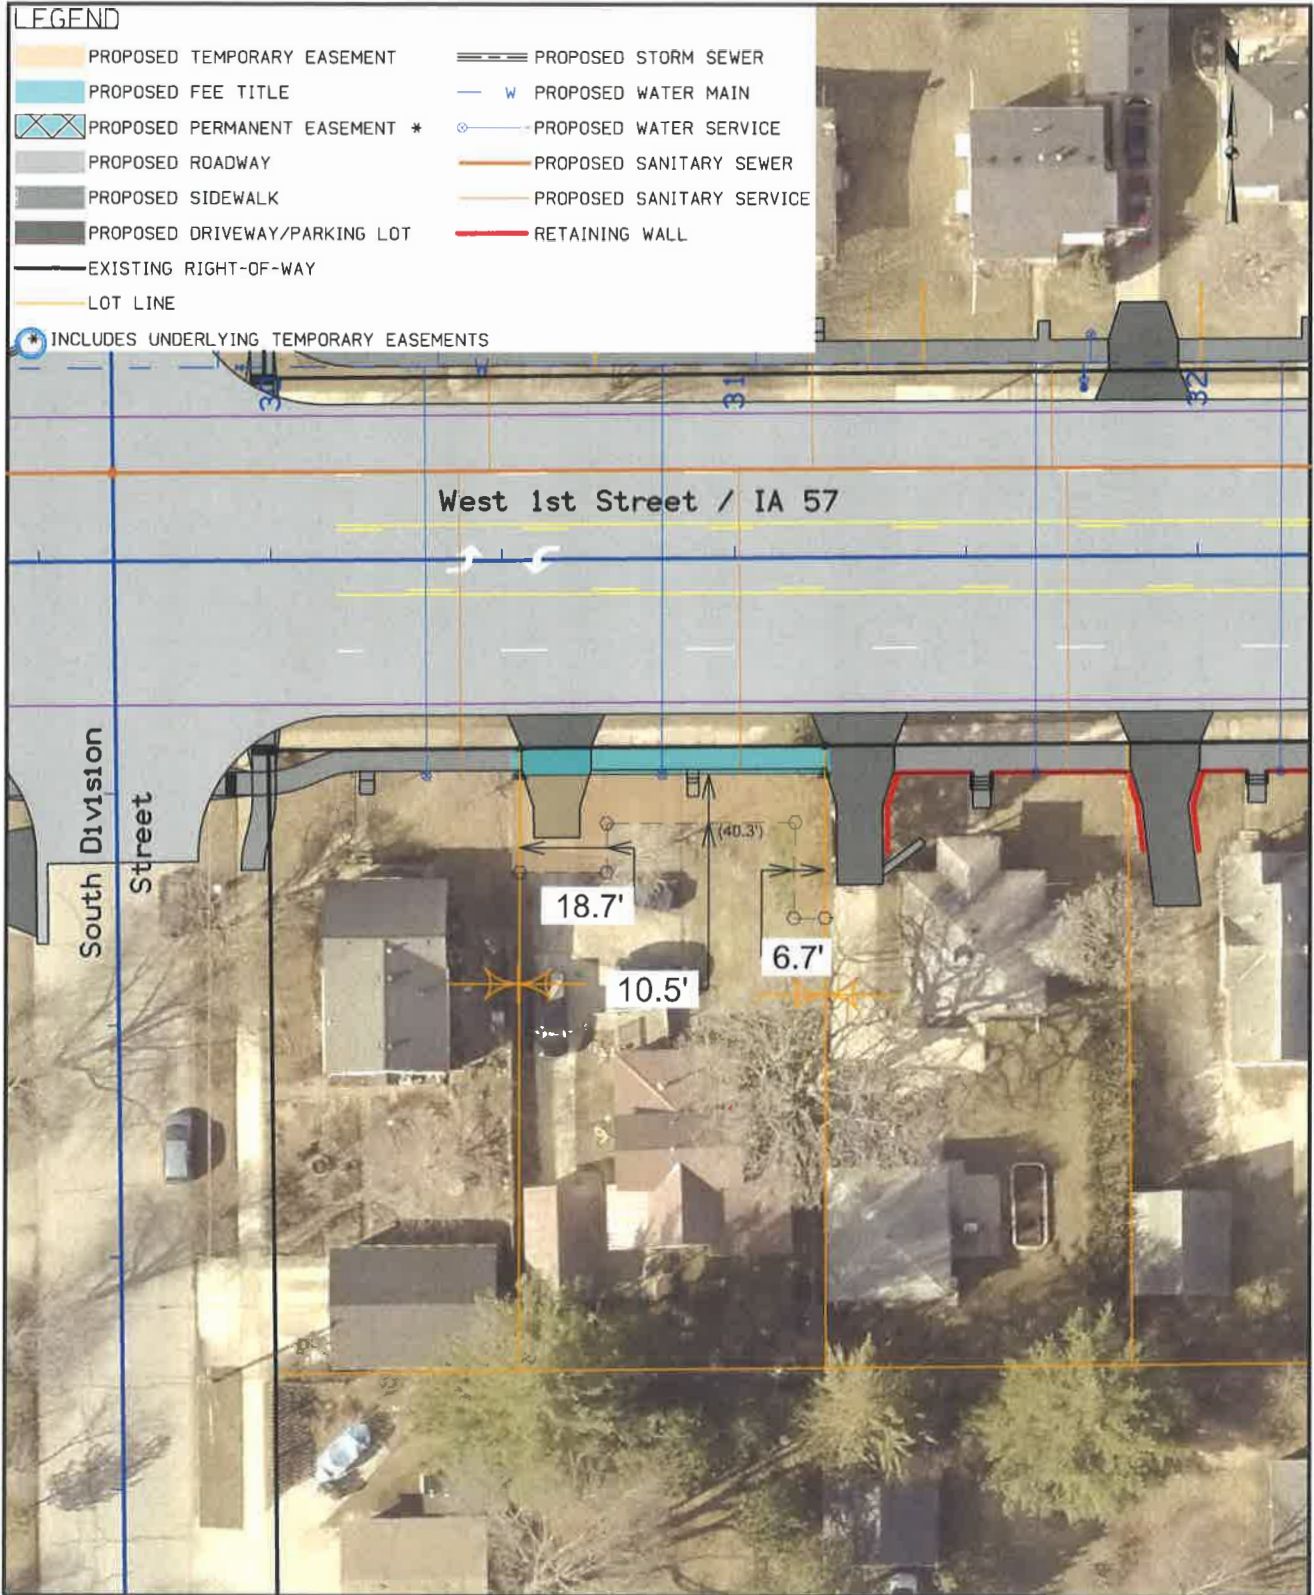 LEGEND
PROPOSED TEMPORARY EASEMENT
PROPOSED FEE TITLE
PROPOSED PERMANENT EASEMENT *
PROPOSED ROADWAY
PROPOSED SIDEWALK
PROPOSED DRIVEWAY/PARKING LOT
EXISTING RIGHT-OF-WAY
LOT LINE
* INCLUDES UNDERLYING TEMPORARY EASEMENTS
PROPOSED STORM SEWER
W PROPOSED WATER MAIN
PROPOSED WATER SERVICE
PROPOSED SANITARY SEWER
PROPOSED SANITARY SERVICE
RETAINING WALL
W
31
32
West 1st Street / IA 57
South Division
Street
(40.3')
18.7'
6.7'
10.5'